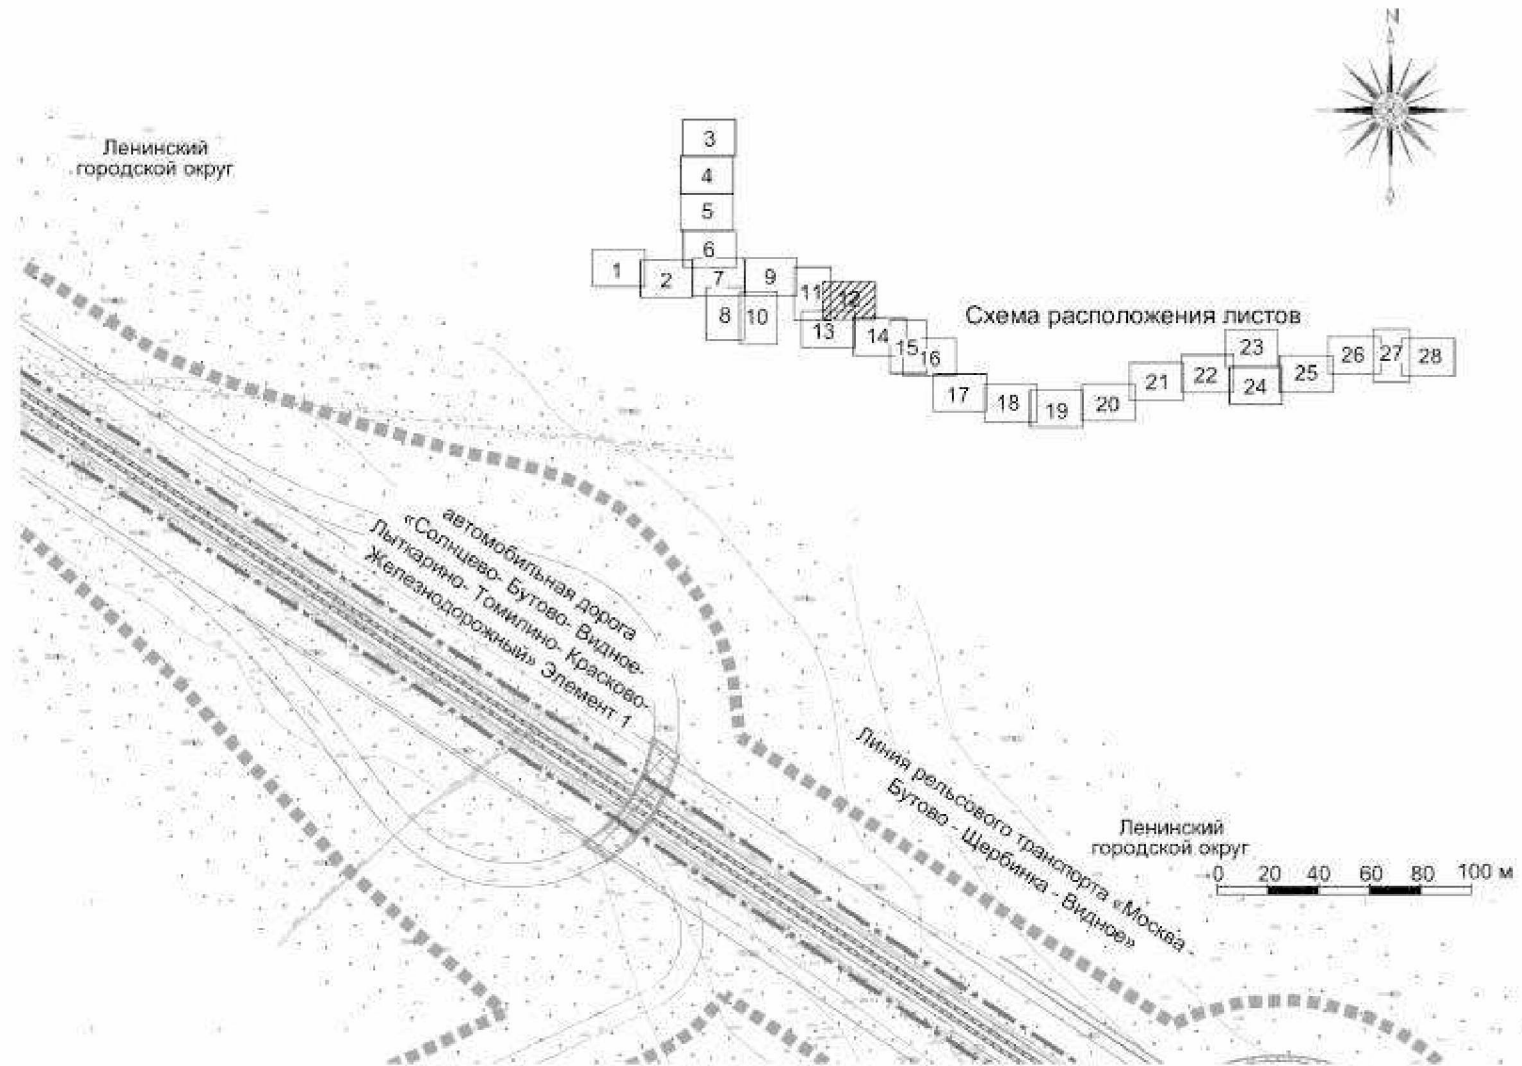 N
Ленинский
городской округ
3
4
5
6
1
2
7
9
11
12
8
10
13
14
15
16
17
18
19
20
21
22
23
24
25
26
27
28
Схема расположения листов
автомобильная дорога
«Солнцево- Бутово- Видное-
Лыткарино- Томилино- Красково-
Железнодорожный» Элемент 1
Линия рельсового транспорта «Москва -
Бутово - Щербинка - Видное»
Ленинский
городской округ
0 20 40 60 80 100 м